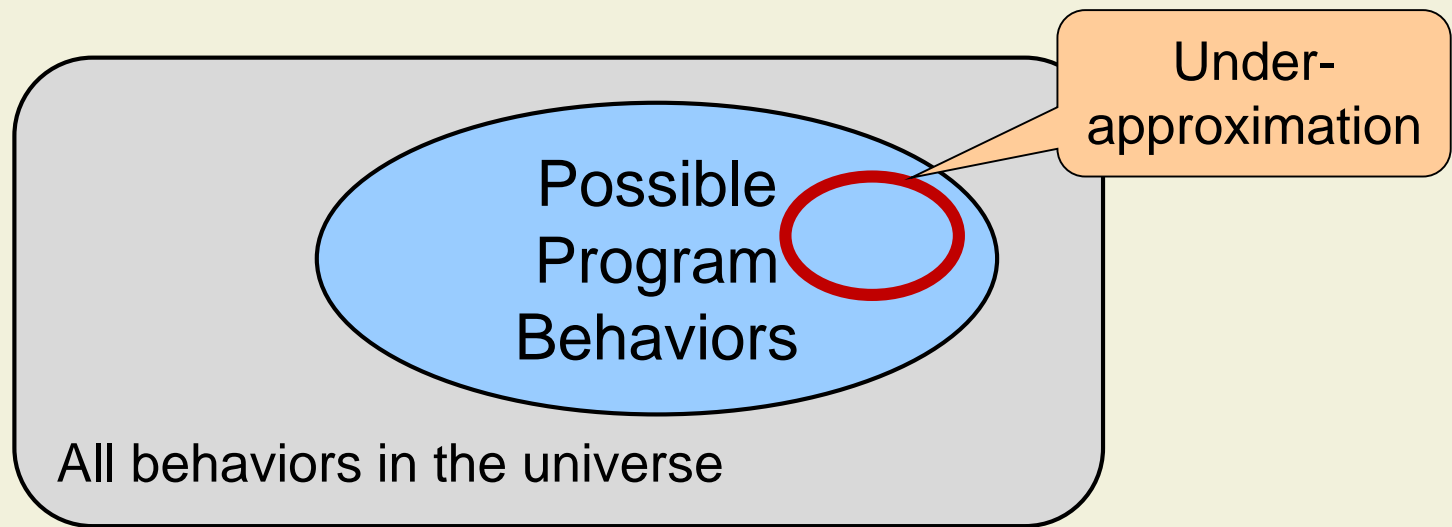 Under-
approximation
Possible
Program
Behaviors
All behaviors in the universe